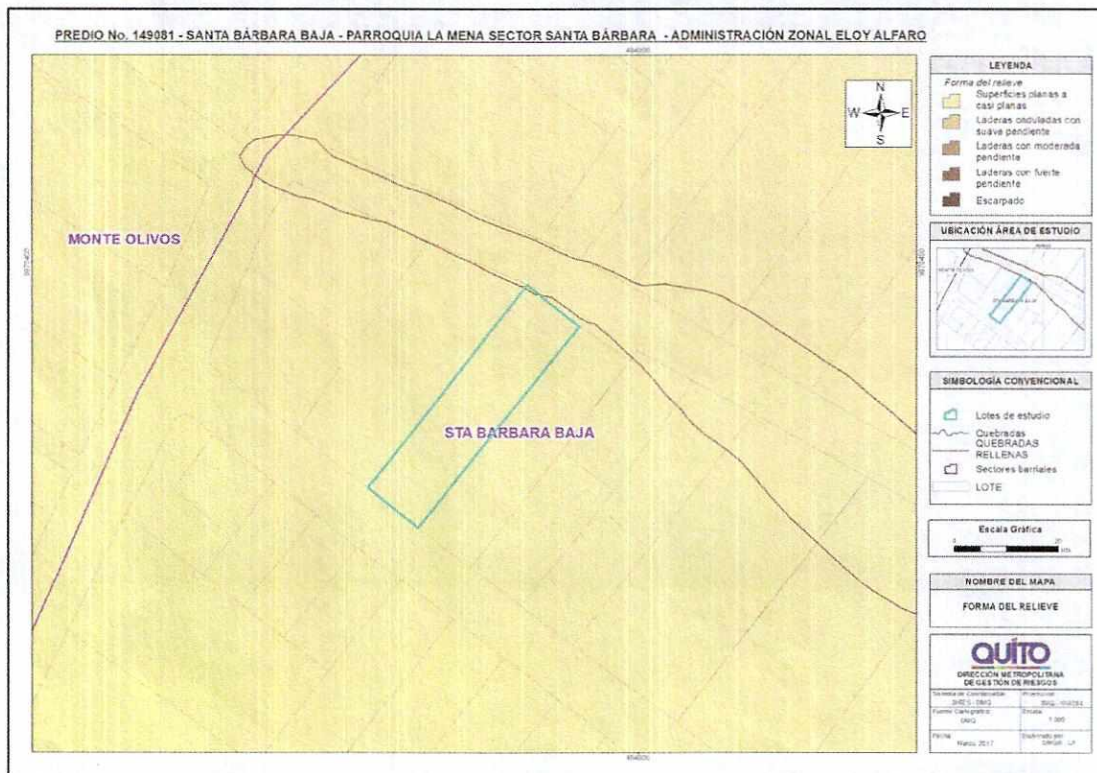 PREDIO No. 149081 - SANTA BÁRBARA BAJA - PARROQUIA LA MENA SECTOR SANTA BÁRBARA - ADMINISTRACIÓN ZONAL ELOY ALFARO
N
W E
S
MONTE OLIVOS
STA BARBARA BAJA
LEYENDA
Forma del relieve
Superficies planas a
casi planas
Laderas onduladas con
suave pendiente
Laderas con moderada
pendiente
Laderas con fuerte
pendiente
Escarpado
UBICACIÓN ÁREA DE ESTUDIO
SIMBOLOGÍA CONVENCIONAL
Lotes de estudio
Quebradas
QUEBRADAS
RELLENAS
Sectores barriales
LOTE
Escala Gráfica
NOMBRE DEL MAPA
FORMA DEL RELIEVE
QUITO
DIRECCIÓN METROPOLITANA
DE GESTIÓN DE RIESGOS
Fecha
Marzo, 2017